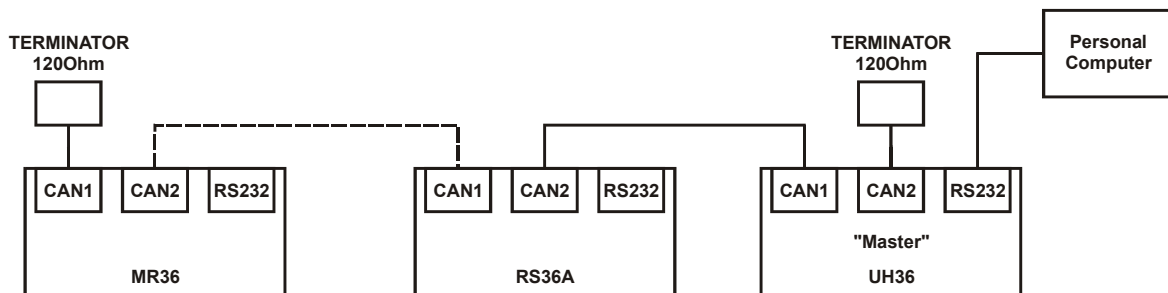 TERMINATOR
120Ohm
TERMINATOR
120Ohm
Personal
Computer
CAN1
CAN2
RS232
CAN1
CAN2
RS232
CAN1
CAN2
RS232
"Master"
MR36
RS36A
UH36